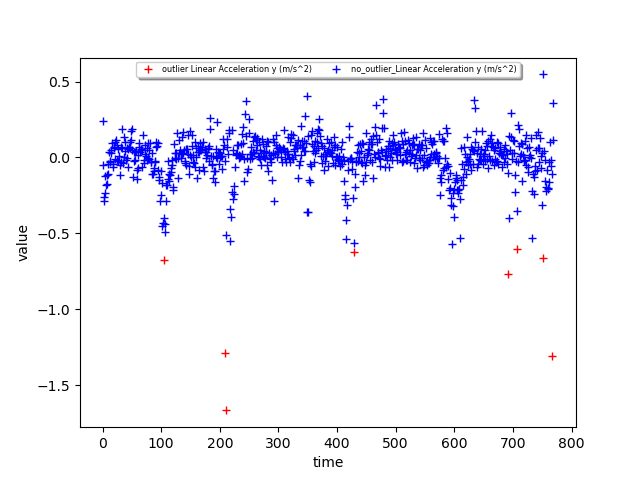 outlier Linear Acceleration y (m/s^2) no_outlier_Linear Acceleration y (m/s^2)
0.5
0.0
−0.5
−1.0
−1.5
value
0 100 200 300 400 500 600 700 800
time